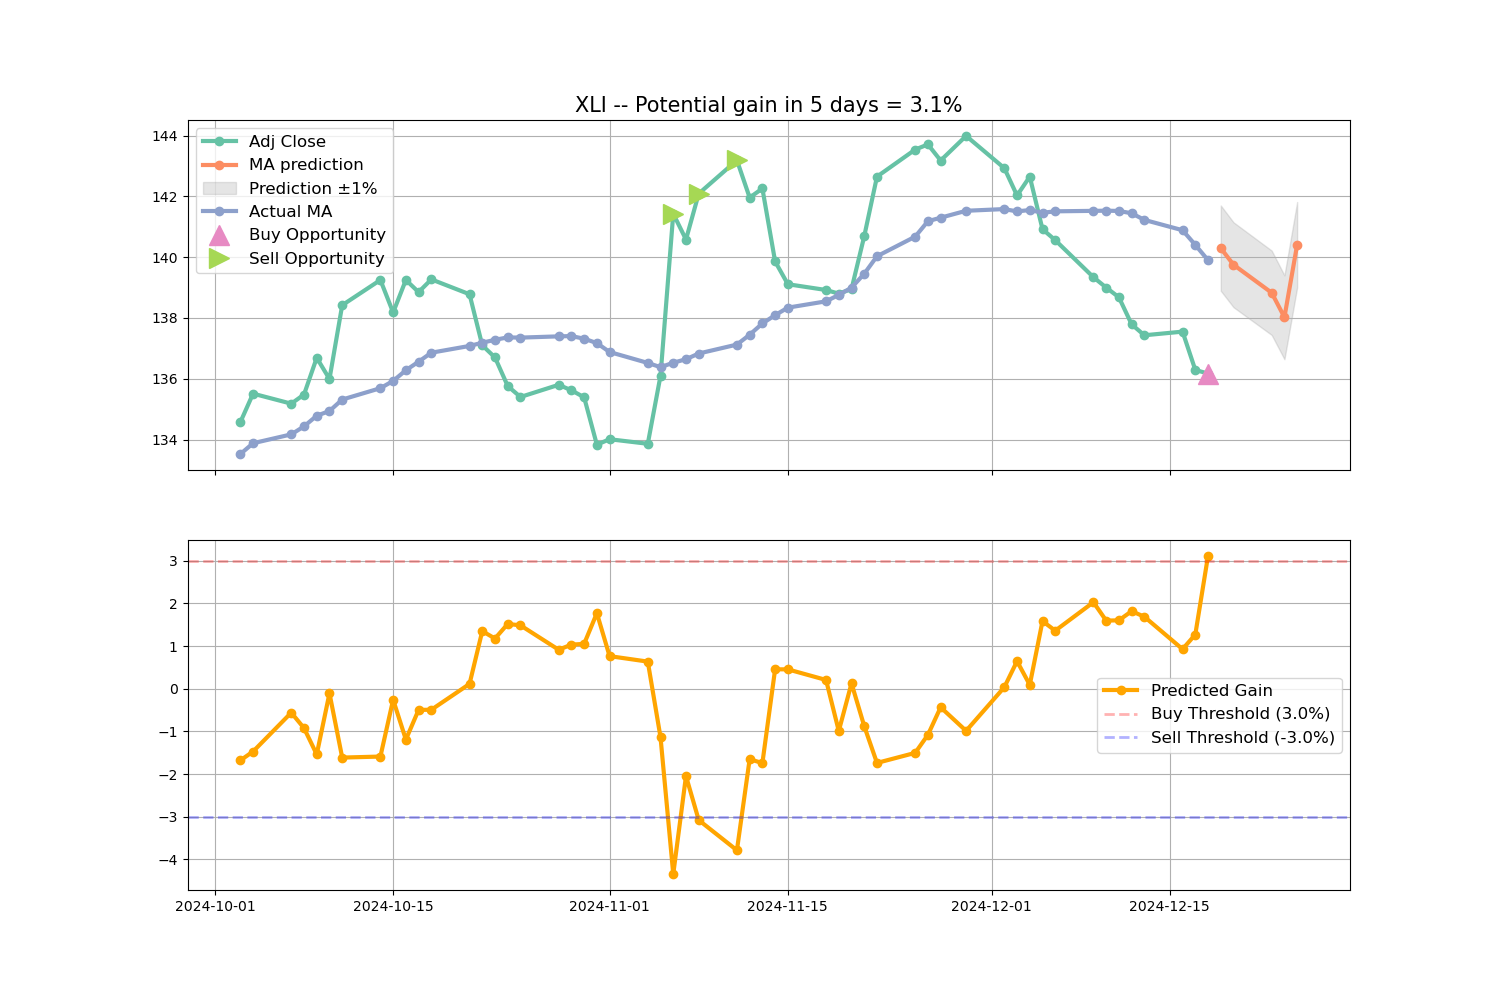 XLI -- Potential gain in 5 days = 3.1%
144
142
140
138
136
134
Adj Close
MA prediction
Prediction ±1%
Actual MA
Buy Opportunity
Sell Opportunity
3
2
1
0
−1
−2
−3
−4
Predicted Gain
Buy Threshold (3.0%)
Sell Threshold (-3.0%)
2024-10-01 2024-10-15 2024-11-01 2024-11-15 2024-12-01 2024-12-15